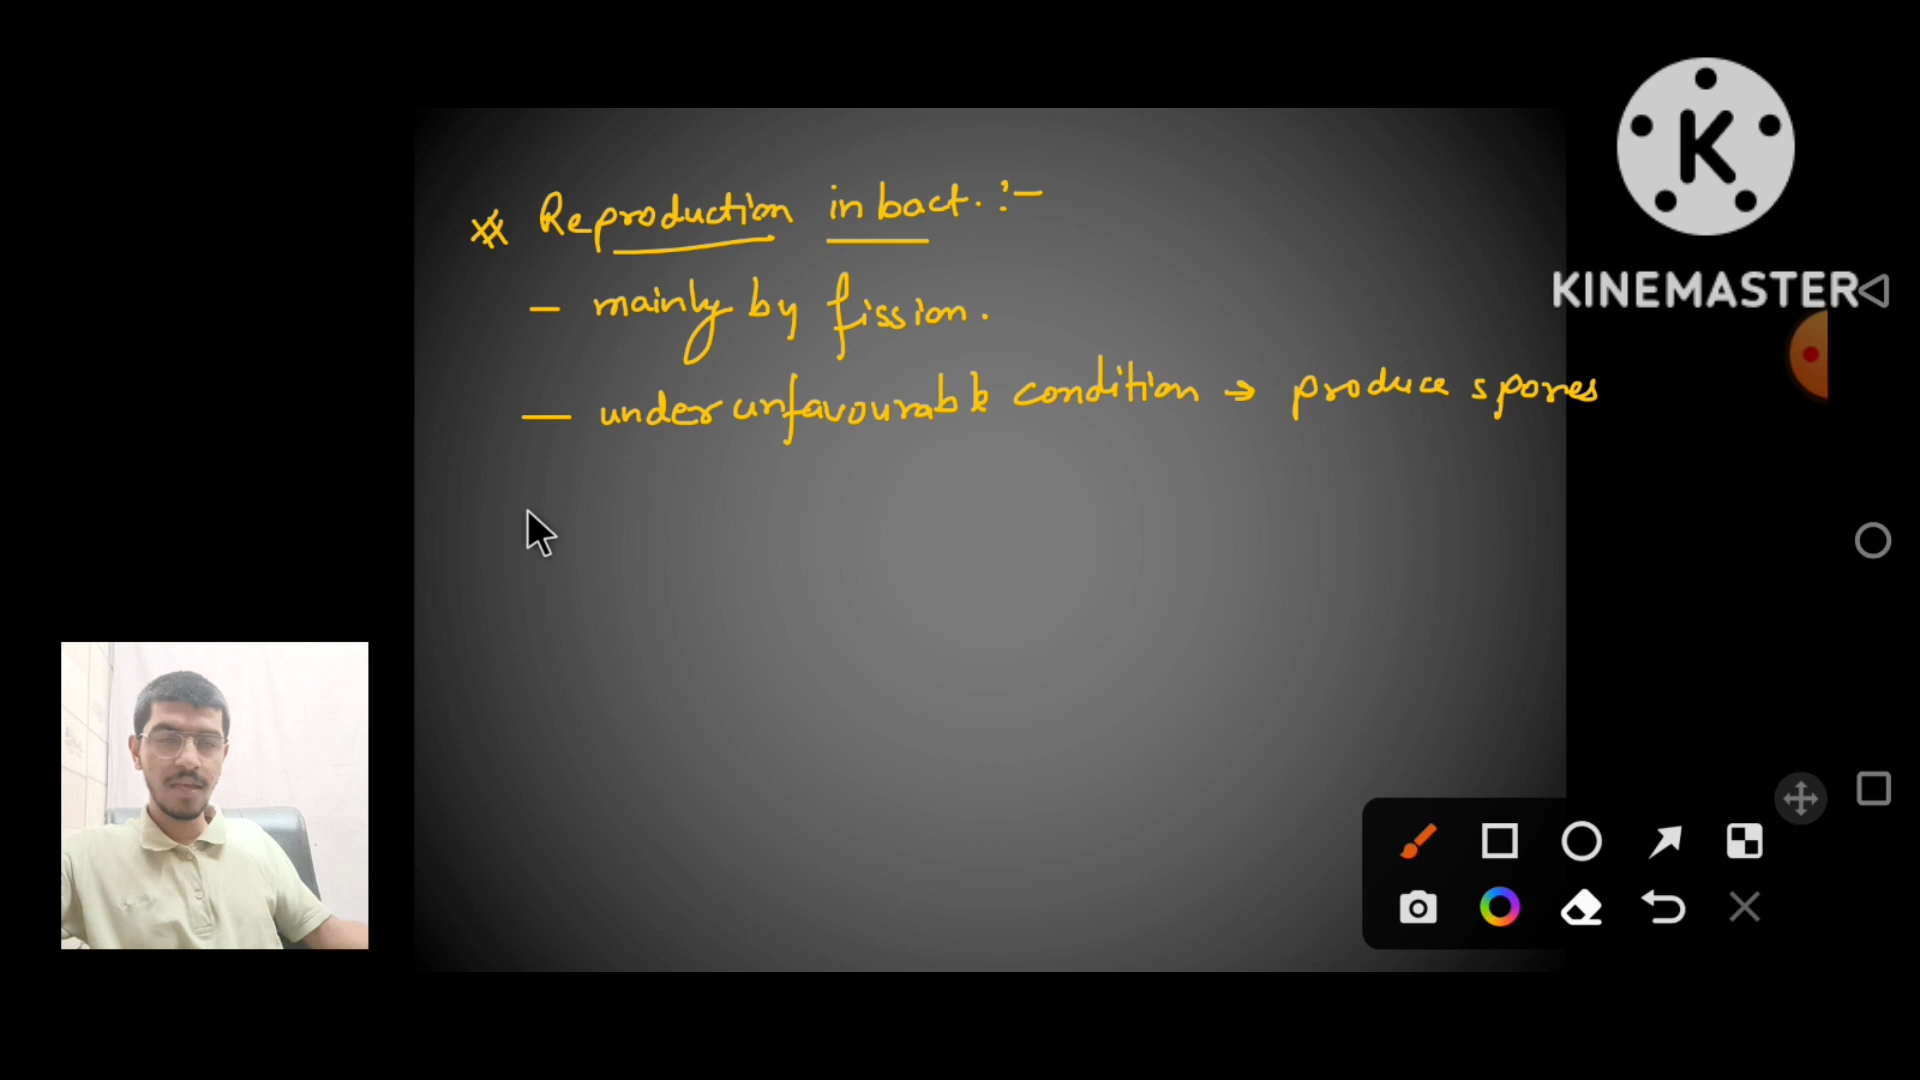 * Reproduction in bact. :-
- mainly by fission.
- under unfavourable condition → produce spores
K
KINEMASTER